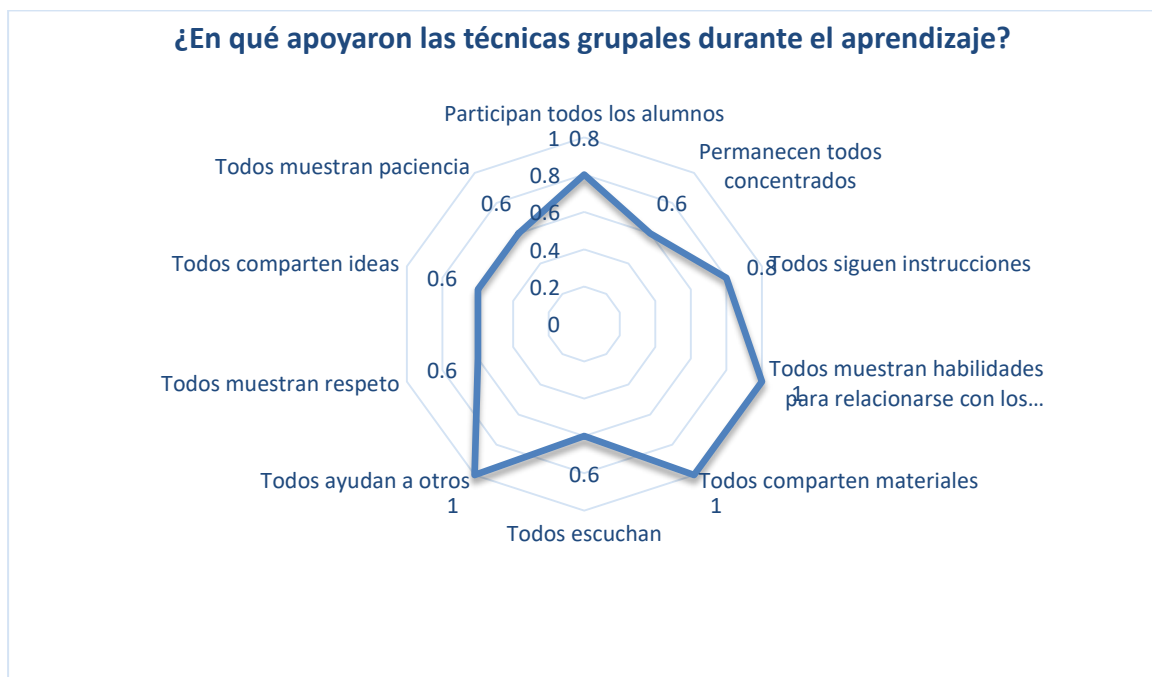 ¿En qué apoyaron las técnicas grupales durante el aprendizaje?
Participan todos los alumnos
1 0.8
Todos muestran paciencia
Permanecen todos
concentrados
0.8
0.6
0.6
0.6
Todos comparten ideas
0.6
0.4
0.8
Todos siguen instrucciones
0.2
0
Todos muestran respeto
0.6
Todos muestran habilidades
para relacionarse con los…
1
Todos ayudan a otros
1
0.6
Todos comparten materiales
1
Todos escuchan